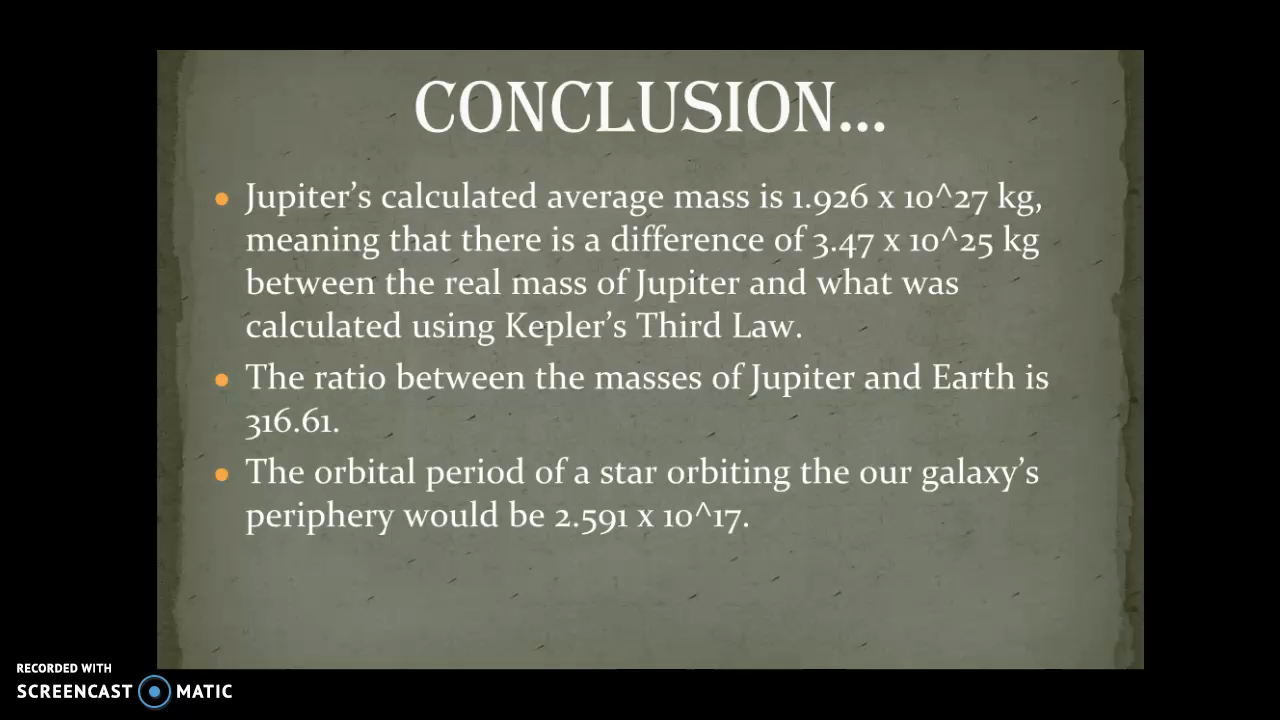 CONCLUSION...
Jupiter’s calculated average mass is 1.926 x 10^27 kg,
meaning that there is a difference of 3.47 x 10^25 kg
between the real mass of Jupiter and what was
calculated using Kepler’s Third Law.
The ratio between the masses of Jupiter and Earth is
316.61.
The orbital period of a star orbiting the our galaxy’s
periphery would be 2.591 x 10^17.
RECORDED WITH
SCREENCAST MATIC